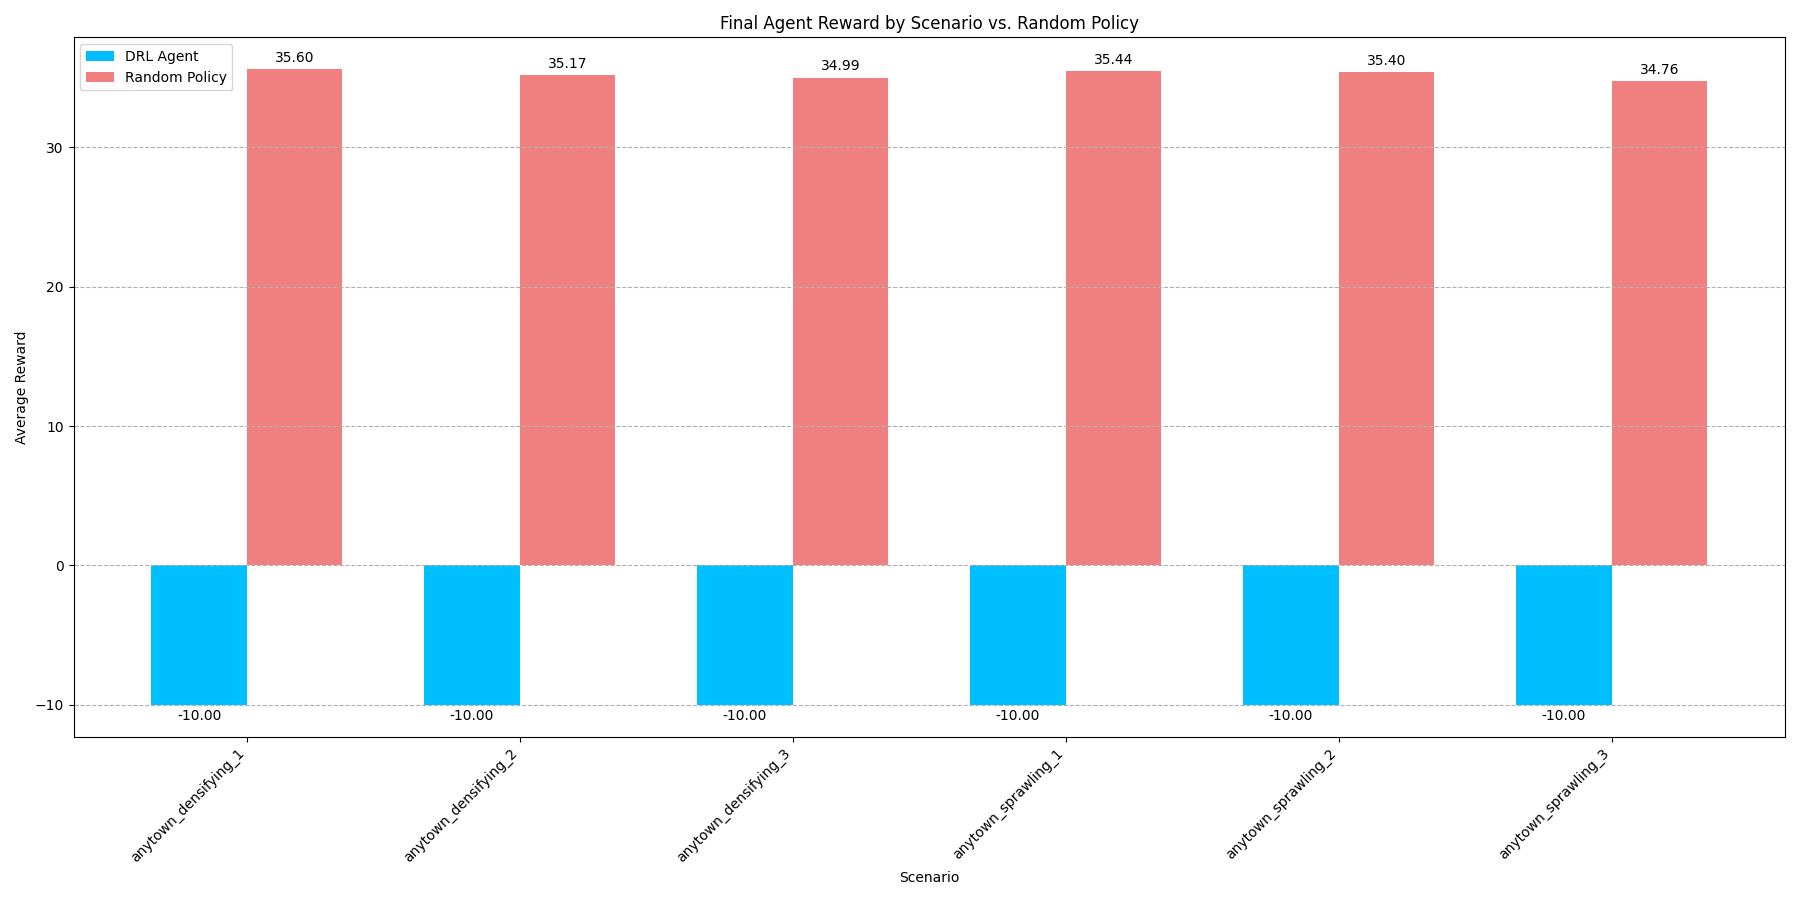 Final Agent Reward by Scenario vs. Random Policy
DRL Agent
Random Policy
35.60
35.17
34.99
35.44
35.40
34.76
30
20
10
0
−10
-10.00
-10.00
-10.00
-10.00
-10.00
-10.00
Average Reward
anytown_densifying_1
anytown_densifying_2
anytown_densifying_3
anytown_sprawling_1
anytown_sprawling_2
anytown_sprawling_3
Scenario